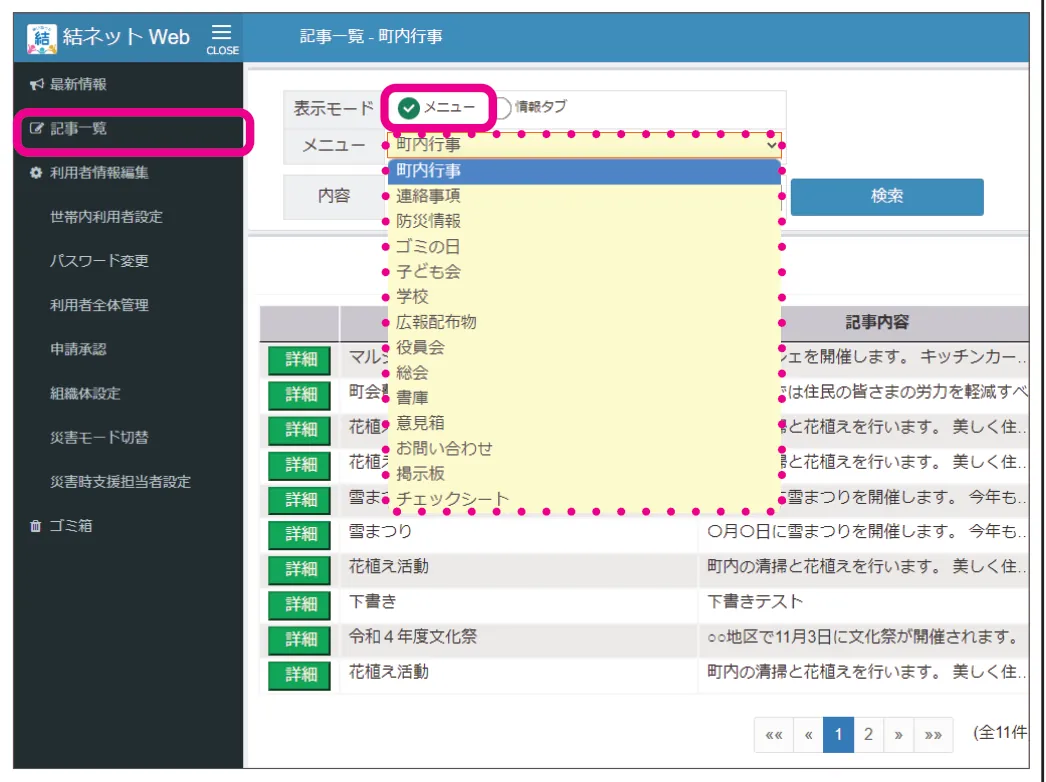 結 結ネット Web CLOSE
記事一覧 - 町内行事
最新情報
記事一覧
利用者情報編集
世帯内利用者設定
パスワード変更
利用者全体管理
申請承認
組織体設定
災害モード切替
災害時支援担当者設定
ゴミ箱
表示モード メニュー 情報タブ
メニュー 町内行事
町内行事
連絡事項
防災情報
ゴミの日
子ども会
学校
広報配布物
役員会
総会
書庫
意見箱
お問い合わせ
掲示板
チェックシート
内容 検索
記事内容
詳細 マル ェを開催します。 キッチンカー...
詳細 町会 は住民の皆さまの労力を軽減すべ
詳細 花植 と花植えを行います。 美しく住...
詳細 花植 と花植えを行います。 美しく住...
詳細 雪ま に雪まつりを開催します。 今年も...
詳細 雪まつり 〇月〇日に雪まつりを開催します。 今年も...
詳細 花植え活動 町内の清掃と花植えを行います。 美しく住...
詳細 下書き 下書きテスト
詳細 令和４年度文化祭 ○○地区で11月3日に文化祭が開催されます。
詳細 花植え活動 町内の清掃と花植えを行います。 美しく住...
«« « 1 2 » »» (全11件